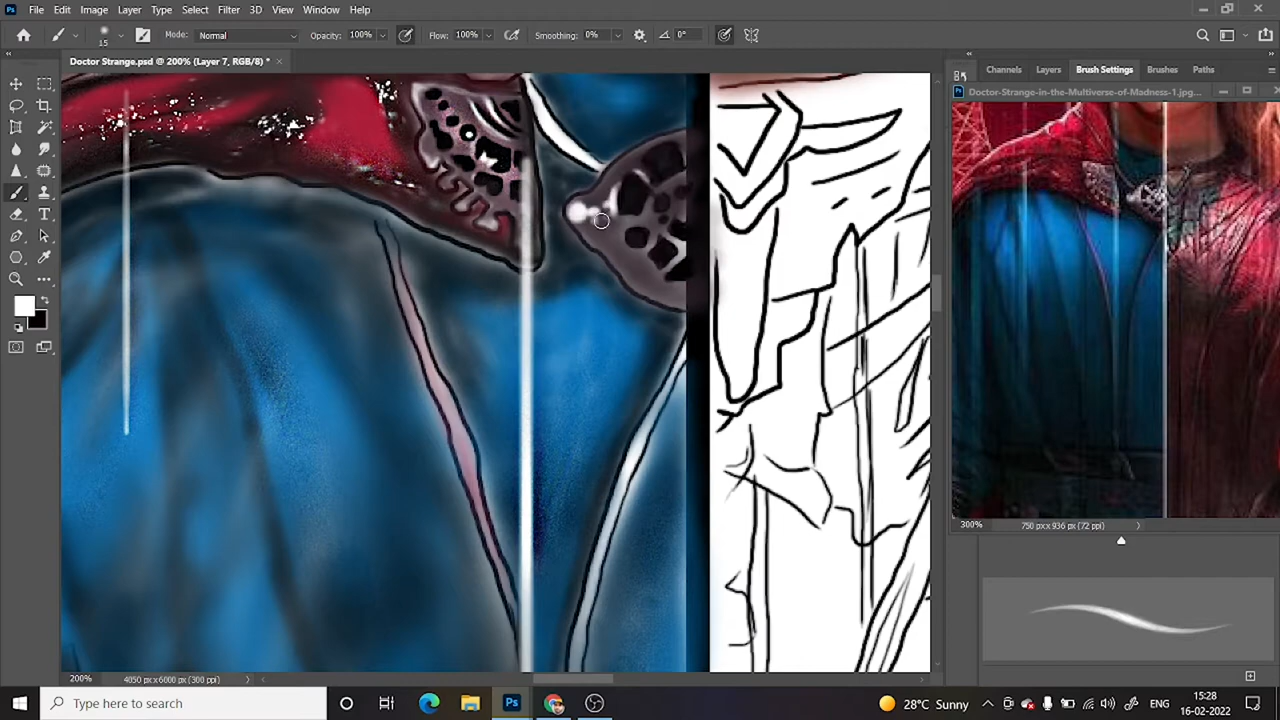 Ps File Edit Image Layer Type Select Filter 3D View Window Help
15 Mode: Normal Opacity: 100% Flow: 100% Smoothing: 0% 0°
Doctor Strange.psd @ 200% (Layer 7, RGB/8) *
Channels Layers Brush Settings Brushes Paths
Doctor-Strange-in-the-Multiverse-of-Madness-1.jpg...
300% 750 px x 936 px (72 ppi)
200% 4050 px x 6000 px (300 ppi)
Type here to search
Ps
28°C Sunny
ENG
15:28
16-02-2022